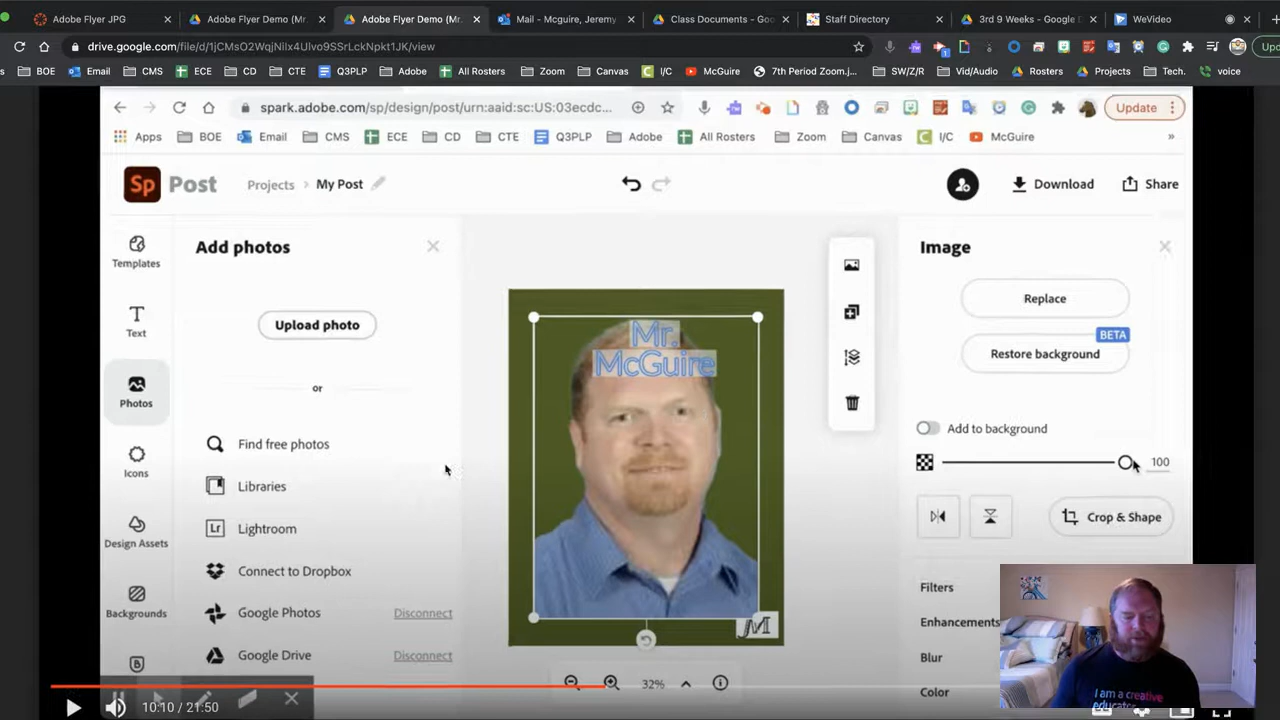 Adobe Flyer JPG
Adobe Flyer Demo (Mr.
Adobe Flyer Demo (Mr.
Mail - Mcguire, Jeremy
Class Documents - Goo
Staff Directory
3rd 9 Weeks - Google D
WeVideo
drive.google.com/file/d/1jCMsO2WqjNilx4Ulvo9SSrLckNpkt1JK/view
Upd
BOE Email CMS ECE CD CTE Q3PLP Adobe All Rosters Zoom Canvas I/C McGuire 7th Period Zoom.j... SW/Z/R Vid/Audio Rosters Projects Tech. voice
spark.adobe.com/sp/design/post/urn:aaid:sc:US:03ecdc...
Update
Apps BOE Email CMS ECE CD CTE Q3PLP Adobe All Rosters Zoom Canvas I/C McGuire »
Sp Post
Projects > My Post
Download
Share
Templates
Text
Photos
Icons
Design Assets
Backgrounds
Add photos
Upload photo
or
Find free photos
Libraries
Lr Lightroom
Connect to Dropbox
Google Photos Disconnect
Google Drive Disconnect
Mr.
McGuire
M
32%
Image
Replace
BETA
Restore background
Add to background
100
Crop & Shape
Filters
Enhancements
Blur
Color
I am a creative
10:10 / 21:50